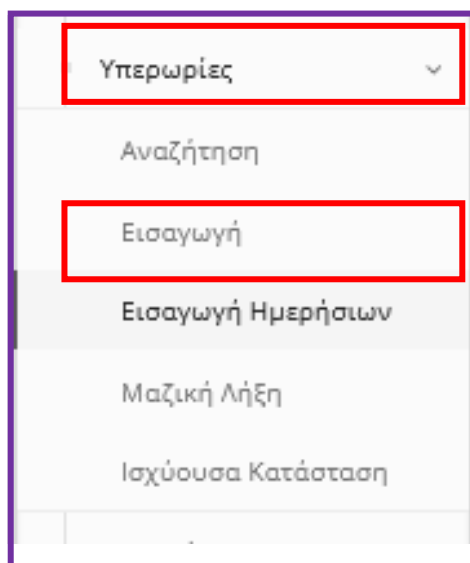 Υπερωρίες
Αναζήτηση
Εισαγωγή
Εισαγωγή Ημερήσιων
Μαζική Λήξη
Ισχύουσα Κατάσταση